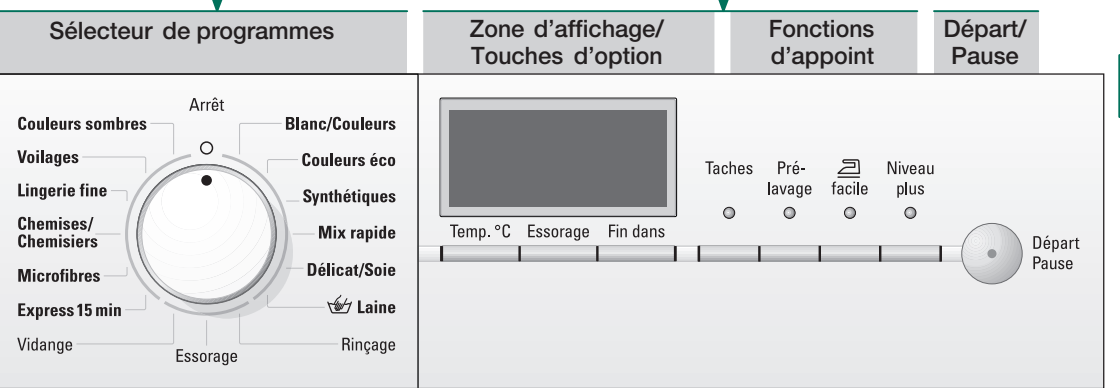 Sélecteur de programmes
Zone d'affichage/
Touches d'option
Fonctions
d'appoint
Départ/
Pause
Arrêt
Couleurs sombres
Voilages
Lingerie fine
Chemises/
Chemisiers
Microfibres
Express 15 min
Vidange
Essorage
Blanc/Couleurs
Couleurs éco
Synthétiques
Mix rapide
Délicat/Soie
Laine
Rinçage
Temp. °C
Essorage
Fin dans
Taches
Pré-
lavage
facile
Niveau
plus
Départ
Pause